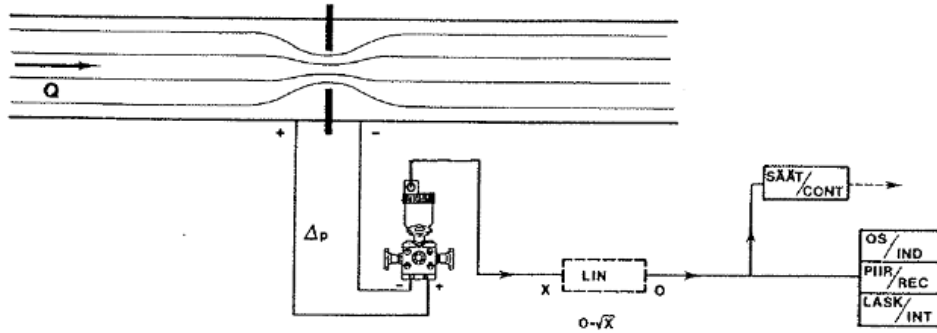 Q
+ -
Δp
- +
SÄÄT/CONT
X LIN O
O-√X
OS/IND
PIIR/REC
LASK/INT